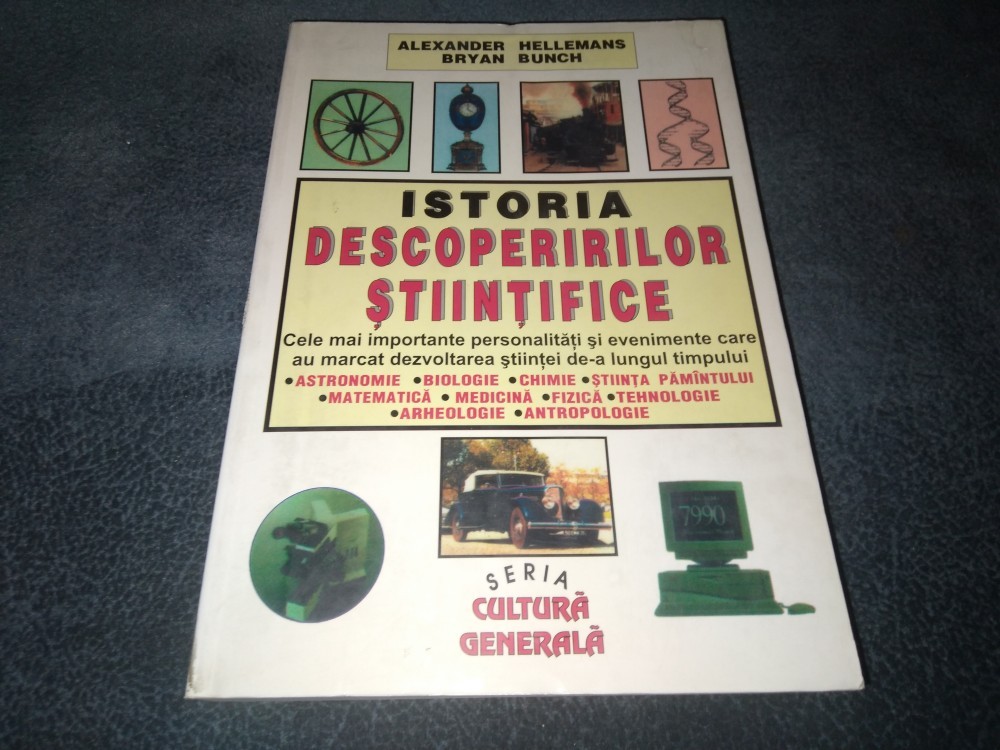 ALEXANDER HELLEMANS
BRYAN BUNCH
ISTORIA
DESCOPERIRILOR
ŞTIINŢIFICE
Cele mai importante personalităţi şi evenimente care
au marcat dezvoltarea ştiinţei de-a lungul timpului
•ASTRONOMIE •BIOLOGIE •CHIMIE •ŞTIINŢA PĂMÎNTULUI
•MATEMATICĂ •MEDICINĂ •FIZICĂ •TEHNOLOGIE
•ARHEOLOGIE •ANTROPOLOGIE
7990
SERIA
CULTURĂ
GENERALĂ